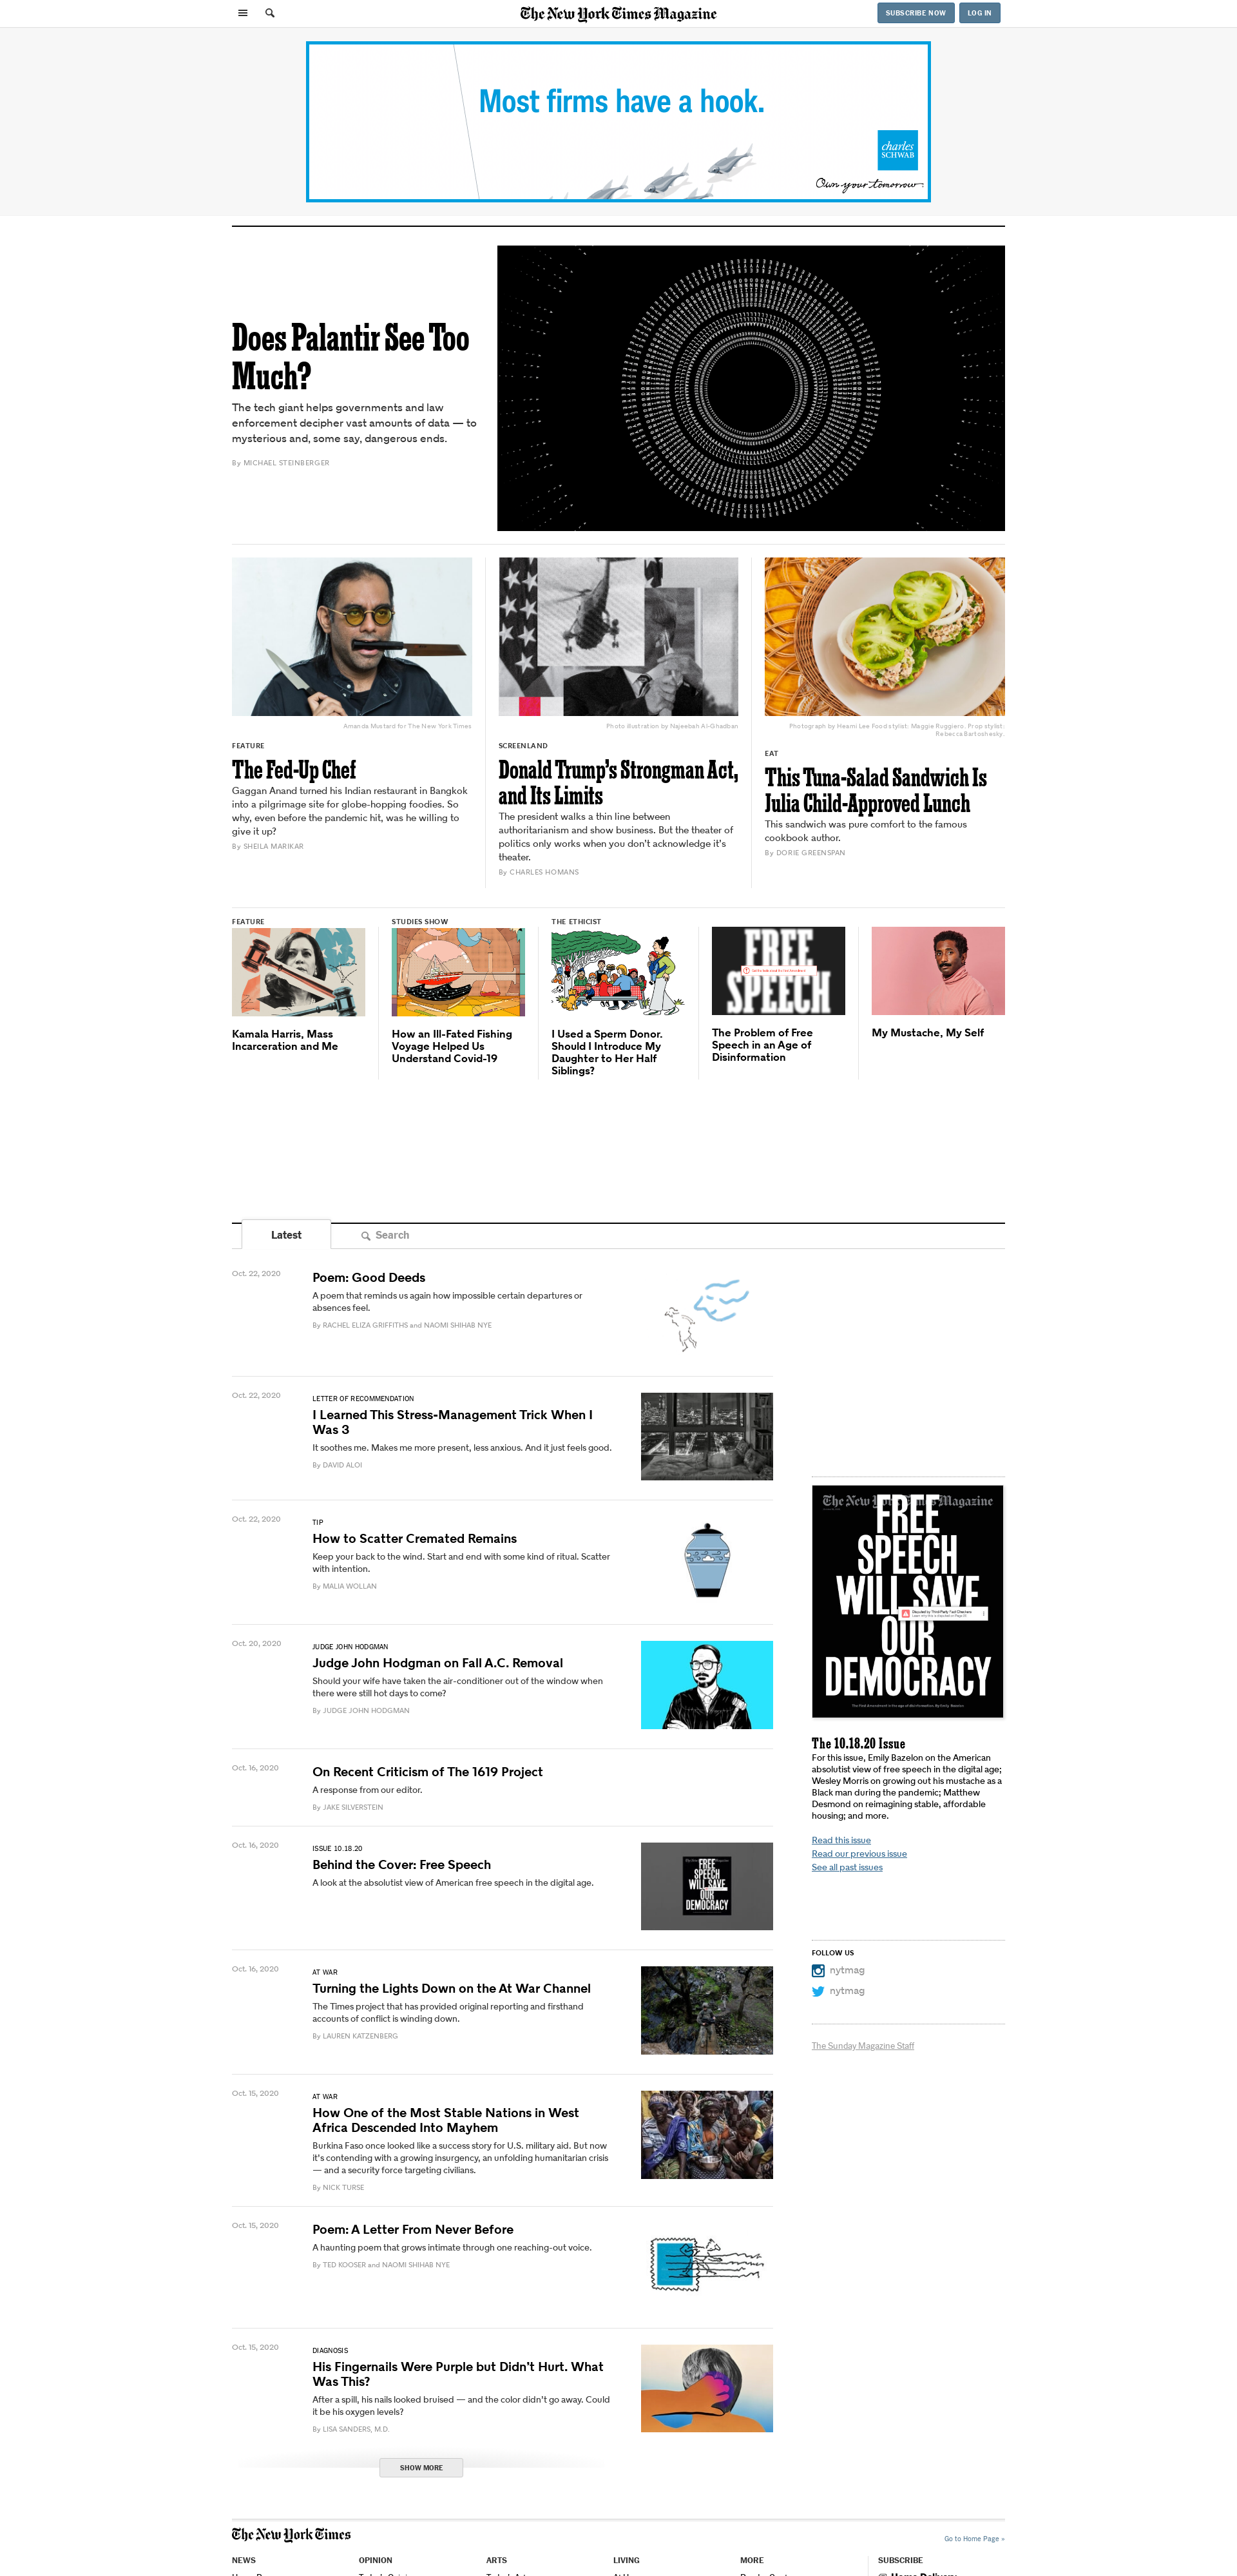 The New York Times Magazine
SUBSCRIBE NOW
LOG IN
Most firms have a hook.
charles
SCHWAB
Own your tomorrow
Does Palantir See Too
Much?
The tech giant helps governments and law
enforcement decipher vast amounts of data — to
mysterious and, some say, dangerous ends.
By MICHAEL STEINBERGER
Amanda Mustard for The New York Times
FEATURE
The Fed-Up Chef
Gaggan Anand turned his Indian restaurant in Bangkok
into a pilgrimage site for globe-hopping foodies. So
why, even before the pandemic hit, was he willing to
give it up?
By SHEILA MARIKAR
Photo illustration by Najeebah Al-Ghadban
SCREENLAND
Donald Trump's Strongman Act,
and Its Limits
The president walks a thin line between
authoritarianism and show business. But the theater of
politics only works when you don't acknowledge it's
theater.
By CHARLES HOMANS
Photograph by Heami Lee Food stylist: Maggie Ruggiero. Prop stylist:
Rebecca Bartoshesky.
EAT
This Tuna-Salad Sandwich Is
Julia Child-Approved Lunch
This sandwich was pure comfort to the famous
cookbook author.
By DORIE GREENSPAN
FEATURE
Kamala Harris, Mass
Incarceration and Me
STUDIES SHOW
How an Ill-Fated Fishing
Voyage Helped Us
Understand Covid-19
THE ETHICIST
I Used a Sperm Donor.
Should I Introduce My
Daughter to Her Half
Siblings?
FREE
SPEECH
The Problem of Free
Speech in an Age of
Disinformation
My Mustache, My Self
Latest
Search
Oct. 22, 2020
Poem: Good Deeds
A poem that reminds us again how impossible certain departures or
absences feel.
By RACHEL ELIZA GRIFFITHS and NAOMI SHIHAB NYE
Oct. 22, 2020
LETTER OF RECOMMENDATION
I Learned This Stress-Management Trick When I
Was 3
It soothes me. Makes me more present, less anxious. And it just feels good.
By DAVID ALOI
Oct. 22, 2020
TIP
How to Scatter Cremated Remains
Keep your back to the wind. Start and end with some kind of ritual. Scatter
with intention.
By MALIA WOLLAN
Oct. 20, 2020
JUDGE JOHN HODGMAN
Judge John Hodgman on Fall A.C. Removal
Should your wife have taken the air-conditioner out of the window when
there were still hot days to come?
By JUDGE JOHN HODGMAN
Oct. 16, 2020
On Recent Criticism of The 1619 Project
A response from our editor.
By JAKE SILVERSTEIN
Oct. 16, 2020
ISSUE 10.18.20
Behind the Cover: Free Speech
A look at the absolutist view of American free speech in the digital age.
FREE
SPEECH
WILL SAVE
OUR
DEMOCRACY
Oct. 16, 2020
AT WAR
Turning the Lights Down on the At War Channel
The Times project that has provided original reporting and firsthand
accounts of conflict is winding down.
By LAUREN KATZENBERG
Oct. 15, 2020
AT WAR
How One of the Most Stable Nations in West
Africa Descended Into Mayhem
Burkina Faso once looked like a success story for U.S. military aid. But now
it's contending with a growing insurgency, an unfolding humanitarian crisis
— and a security force targeting civilians.
By NICK TURSE
Oct. 15, 2020
Poem: A Letter From Never Before
A haunting poem that grows intimate through one reaching-out voice.
By TED KOOSER and NAOMI SHIHAB NYE
Oct. 15, 2020
DIAGNOSIS
His Fingernails Were Purple but Didn't Hurt. What
Was This?
After a spill, his nails looked bruised — and the color didn't go away. Could
it be his oxygen levels?
By LISA SANDERS, M.D.
SHOW MORE
The New York Times Magazine
FREE
SPEECH
WILL SAVE
OUR
DEMOCRACY
The First Amendment in the age of disinformation. By Emily Bazelon
The 10.18.20 Issue
For this issue, Emily Bazelon on the American
absolutist view of free speech in the digital age;
Wesley Morris on growing out his mustache as a
Black man during the pandemic; Matthew
Desmond on reimagining stable, affordable
housing; and more.
Read this issue
Read our previous issue
See all past issues
FOLLOW US
nytmag
nytmag
The Sunday Magazine Staff
The New York Times
Go to Home Page »
NEWS
OPINION
ARTS
LIVING
MORE
SUBSCRIBE